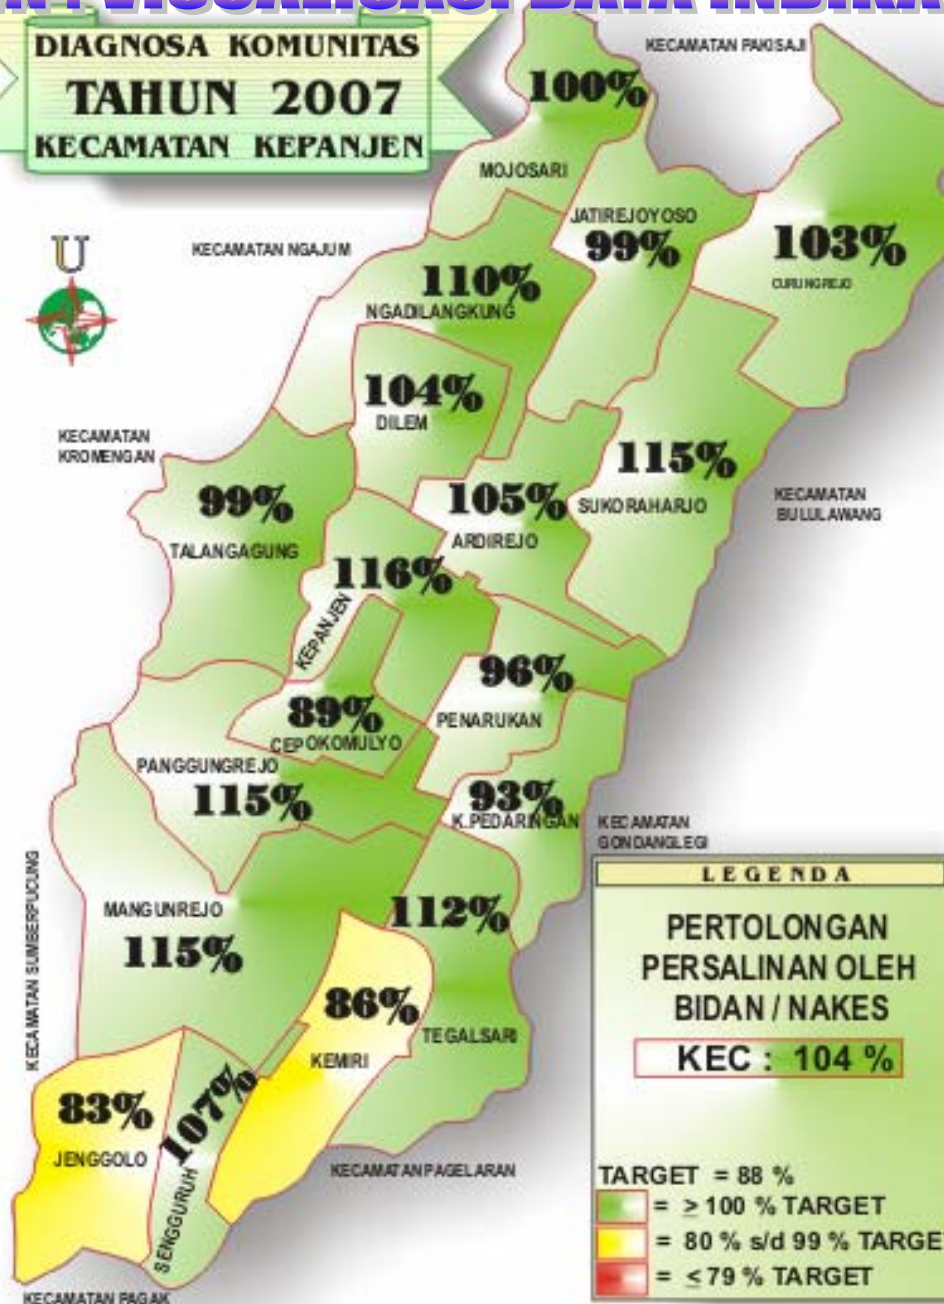 VISUALISASI DATA
DIAGNOSA KOMUNITAS
TAHUN 2007
KECAMATAN KEPANJEN
KECAMATAN PAKISAJI
100%
MOJOSARI
JATIREJOYOSO
99%
103%
CURUNGREJO
U
KECAMATAN NGAJUM
110%
NGADILANGKUNG
104%
DILEM
KECAMATAN
KROMENGAN
99%
TALANGAGUNG
105%
ARDIREJO
115%
SUKORAHARJO
KECAMATAN
BULULAWANG
116%
KEPANJEN
96%
PENARUKAN
89%
CEPOKOMULYO
PANGGUNGREJO
115%
93%
K.PEDARINGAN
KECAMATAN
GONDANGLEGI
KECAMATAN SUMBERPUCUNG
MANGUNREJO
115%
112%
TEGALSARI
86%
KEMIRI
83%
JENGGOLO
107%
SENGGURUH
KECAMATAN PAGELARAN
KECAMATAN PAGAK
LEGENDA
PERTOLONGAN
PERSALINAN OLEH
BIDAN / NAKES
KEC : 104 %
TARGET = 88 %
= ≥ 100 % TARGET
= 80 % s/d 99 % TARGE
= ≤ 79 % TARGET